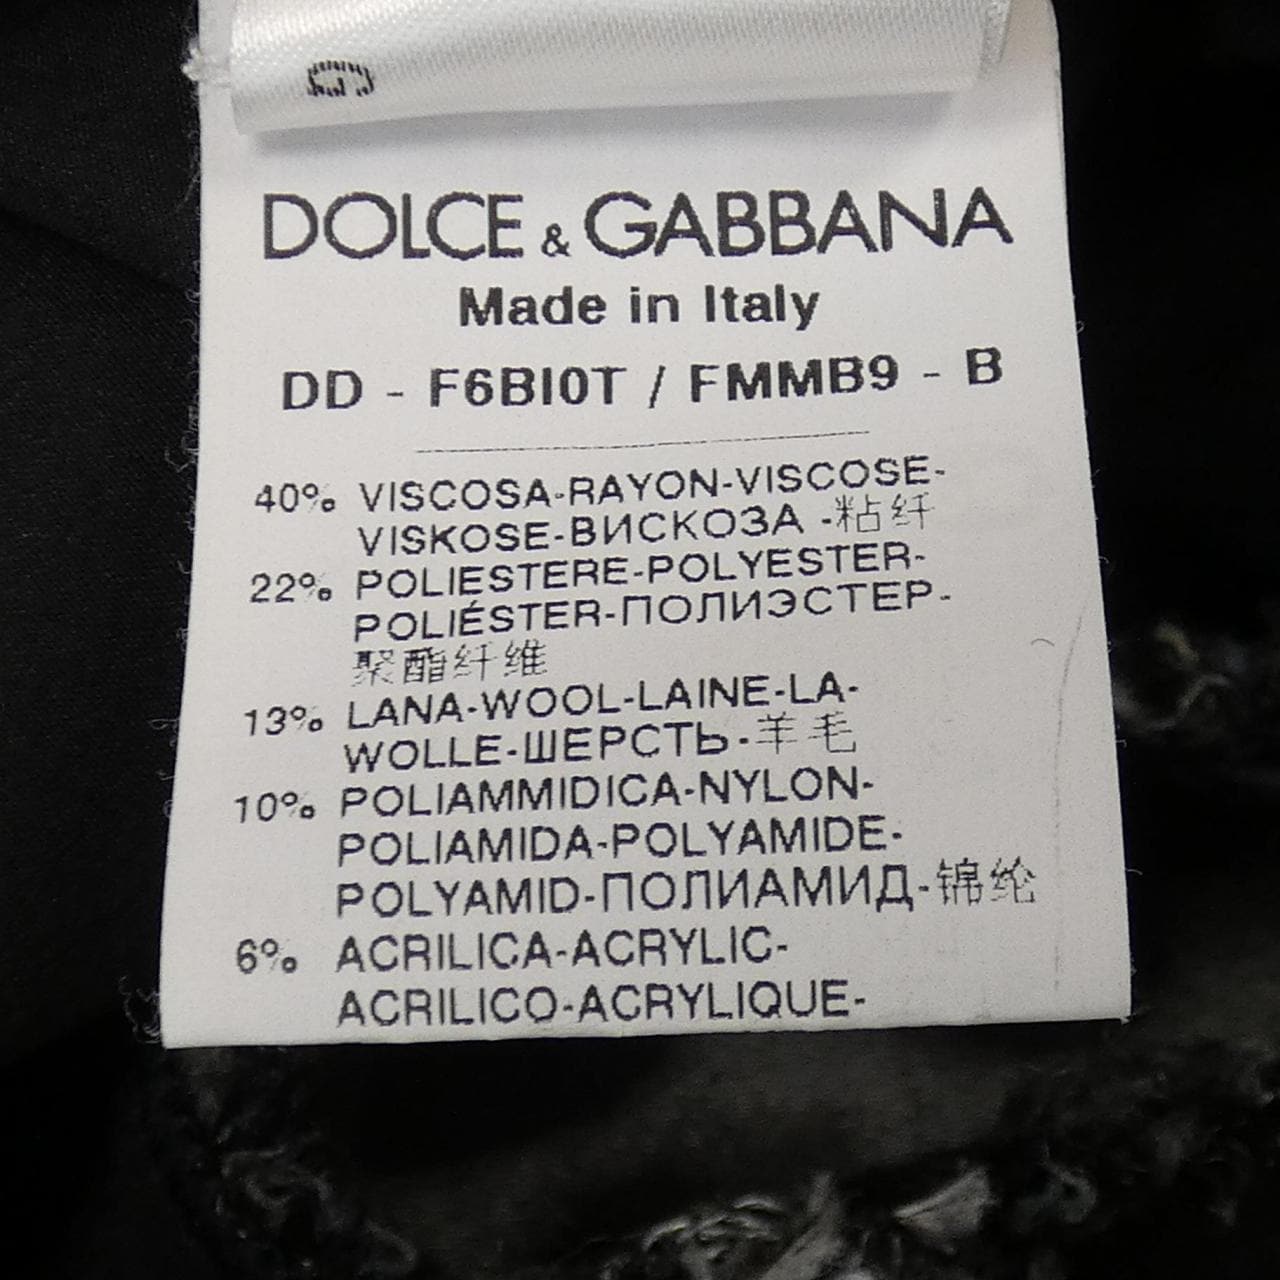 G
DOLCE & GABBANA
Made in Italy
DD - F6BI0T / FMMB9 - B
40% VISCOSA-RAYON-VISCOSE-
VISKOSE-ВИСКОЗА -粘纤
22% POLIESTERE-POLYESTER-
POLIÉSTER-ПОЛИЭСТЕР-
聚酯纤维
13% LANA-WOOL-LAINE-LA-
WOLLE-ШЕРСТЬ-羊毛
10% POLIAMMIDICA-NYLON-
POLIAMIDA-POLYAMIDE-
POLYAMID-ПОЛИАМИД-锦纶
6% ACRILICA-ACRYLIC-
ACRILICO-ACRYLIQUE-